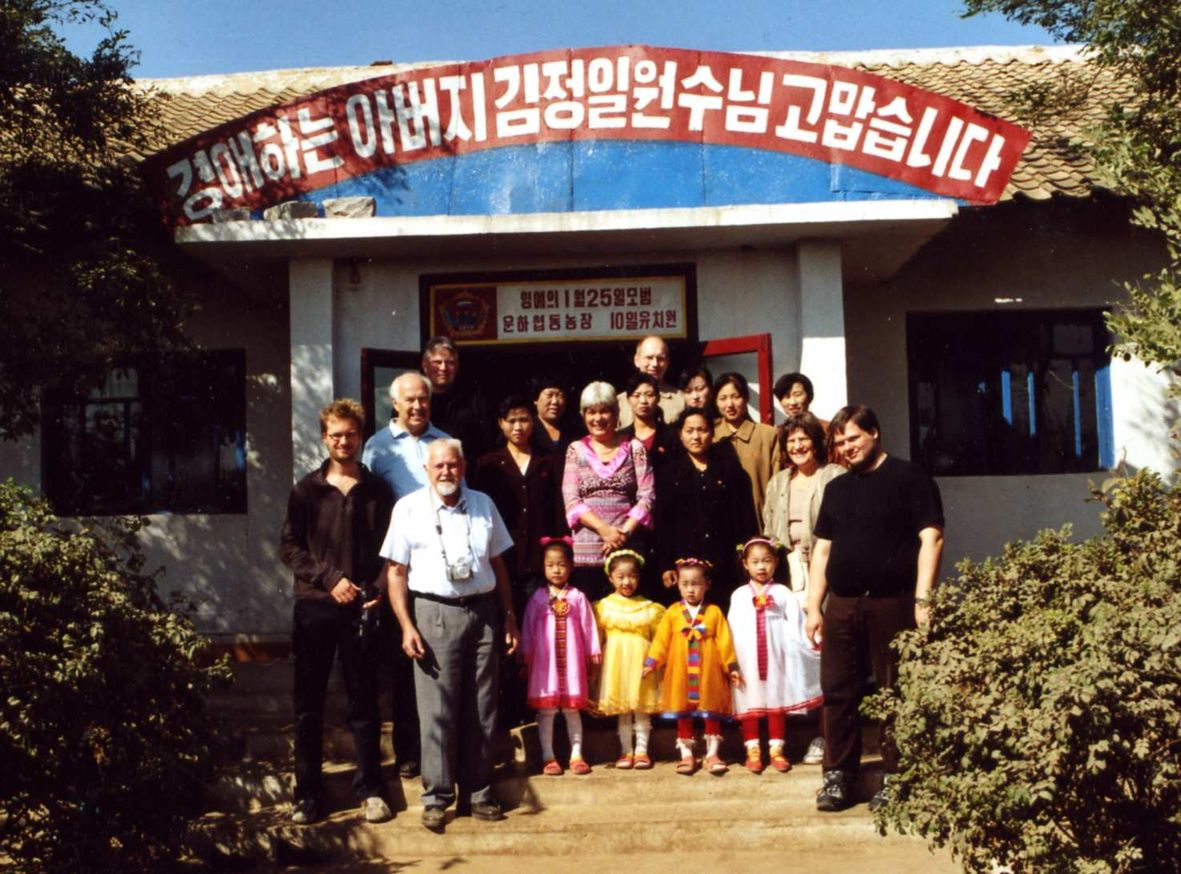 경애하는 아버지 김정일원수님 고맙습니다
영예의 1월25일모범
운하협동농장 10일유치원